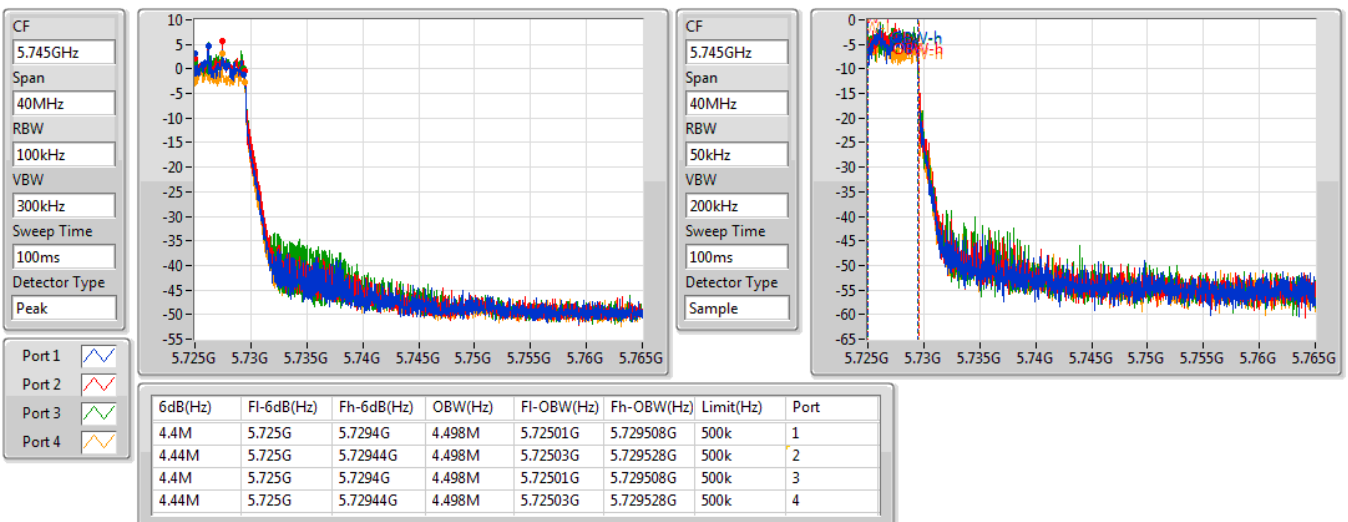 CF
5.745GHz
Span
40MHz
RBW
100kHz
VBW
300kHz
Sweep Time
100ms
Detector Type
Peak
10
5
0
-5
-10
-15
-20
-25
-30
-35
-40
-45
-50
-55
5.725G 5.73G 5.735G 5.74G 5.745G 5.75G 5.755G 5.76G 5.765G
CF
5.745GHz
Span
40MHz
RBW
50kHz
VBW
200kHz
Sweep Time
100ms
Detector Type
Sample
0
-5
-10
-15
-20
-25
-30
-35
-40
-45
-50
-55
-60
-65
5.725G 5.73G 5.735G 5.74G 5.745G 5.75G 5.755G 5.76G 5.765G
Port 1
Port 2
Port 3
Port 4
6dB(Hz) Fl-6dB(Hz) Fh-6dB(Hz) OBW(Hz) Fl-OBW(Hz) Fh-OBW(Hz) Limit(Hz) Port
4.4M 5.725G 5.7294G 4.498M 5.72501G 5.729508G 500k 1
4.44M 5.725G 5.72944G 4.498M 5.72503G 5.729528G 500k 2
4.4M 5.725G 5.7294G 4.498M 5.72501G 5.729508G 500k 3
4.44M 5.725G 5.72944G 4.498M 5.72503G 5.729528G 500k 4